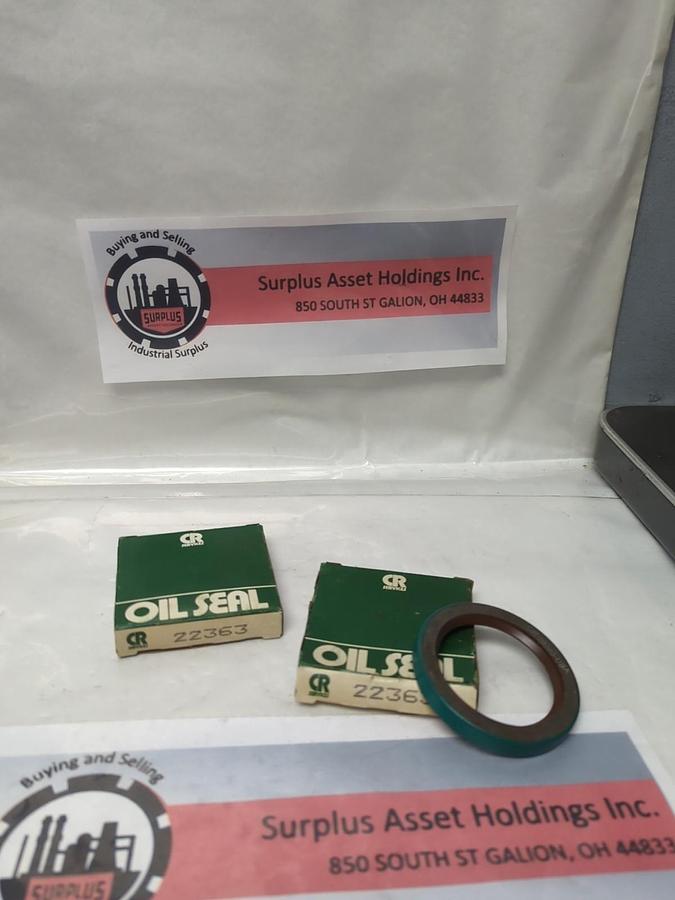 Buying and Selling
SURPLUS
Industrial Surplus
Surplus Asset Holdings Inc.
850 SOUTH ST GALION, OH 44833
CR
OIL SEAL
CR
22363
CR
OIL SEAL
CR
2236
Buying and Selling
SURPLUS
Surplus Asset Holdings Inc.
850 SOUTH ST GALION, OH 44833